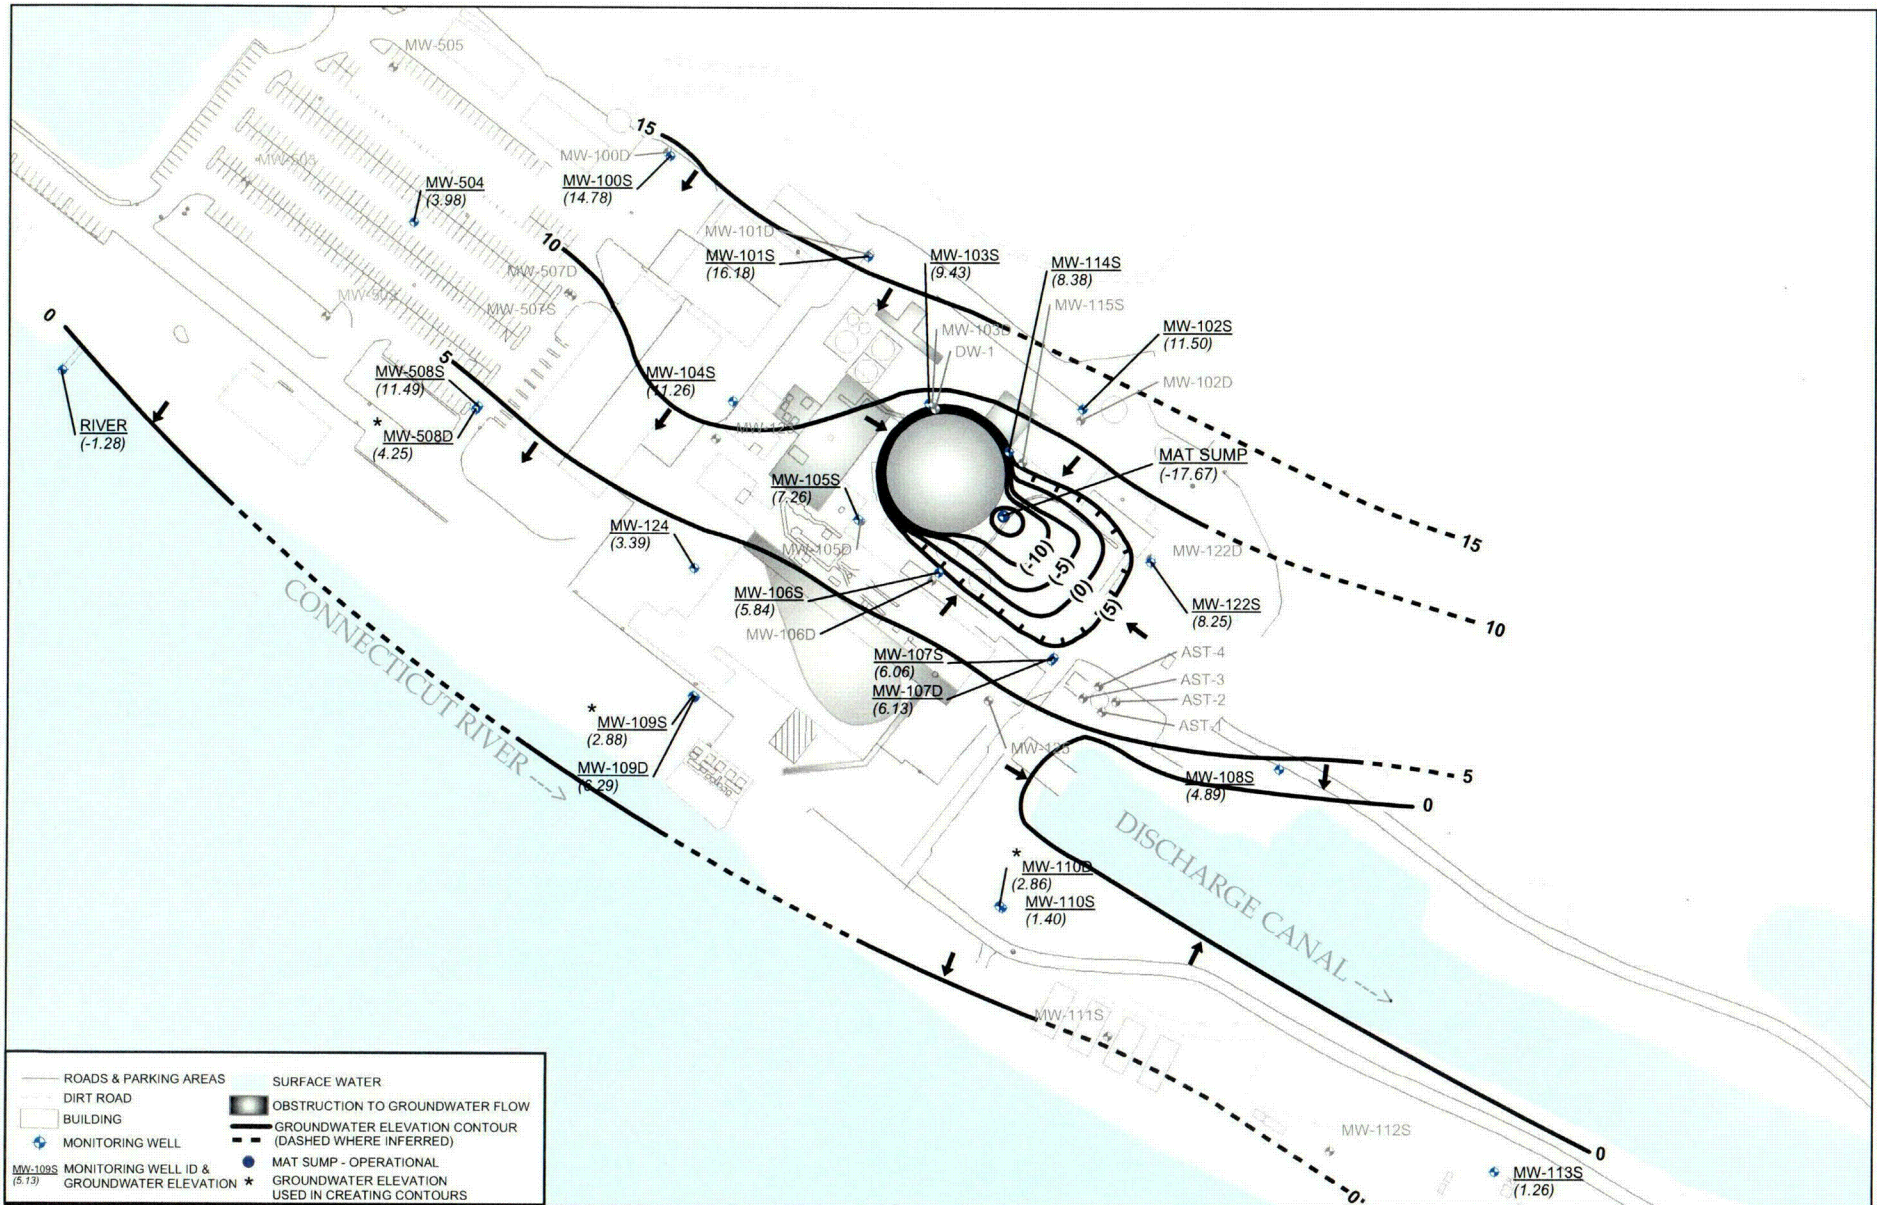 MW-505
15
MW-100D
MW-100S
(14.78)
MW-504
(3.98)
10
MW-101D
MW-101S
(16.18)
MW-103S
(9.43)
MW-114S
(8.38)
MW-115S
MW-507D
MW-507S
0
MW-103D
DW-1
MW-102S
(11.50)
MW-102D
5
MW-508S
(11.49)
MW-104S
(11.26)
RIVER
(-1.28)
*
MW-508D
(4.25)
MAT SUMP
(-17.67)
MW-105S
(7.26)
MW-124
(3.39)
MW-105D
15
MW-122D
(-10)
(-5)
(0)
(5)
MW-106S
(5.84)
MW-122S
(8.25)
10
MW-106D
CONNECTICUT RIVER --->
MW-107S
(6.06)
MW-107D
(6.13)
AST-4
AST-3
AST-2
AST-1
*
MW-109S
(2.88)
MW-109D
(6.29)
MW-108S
(4.89)
5
0
DISCHARGE CANAL --->
*
MW-110D
(2.86)
MW-110S
(1.40)
MW-111S
MW-112S
0
MW-113S
(1.26)
0
ROADS & PARKING AREAS
DIRT ROAD
BUILDING
MONITORING WELL
MW-109S
(5.13)
MONITORING WELL ID &
GROUNDWATER ELEVATION
SURFACE WATER
OBSTRUCTION TO GROUNDWATER FLOW
GROUNDWATER ELEVATION CONTOUR
(DASHED WHERE INFERRED)
MAT SUMP - OPERATIONAL
* GROUNDWATER ELEVATION
USED IN CREATING CONTOURS